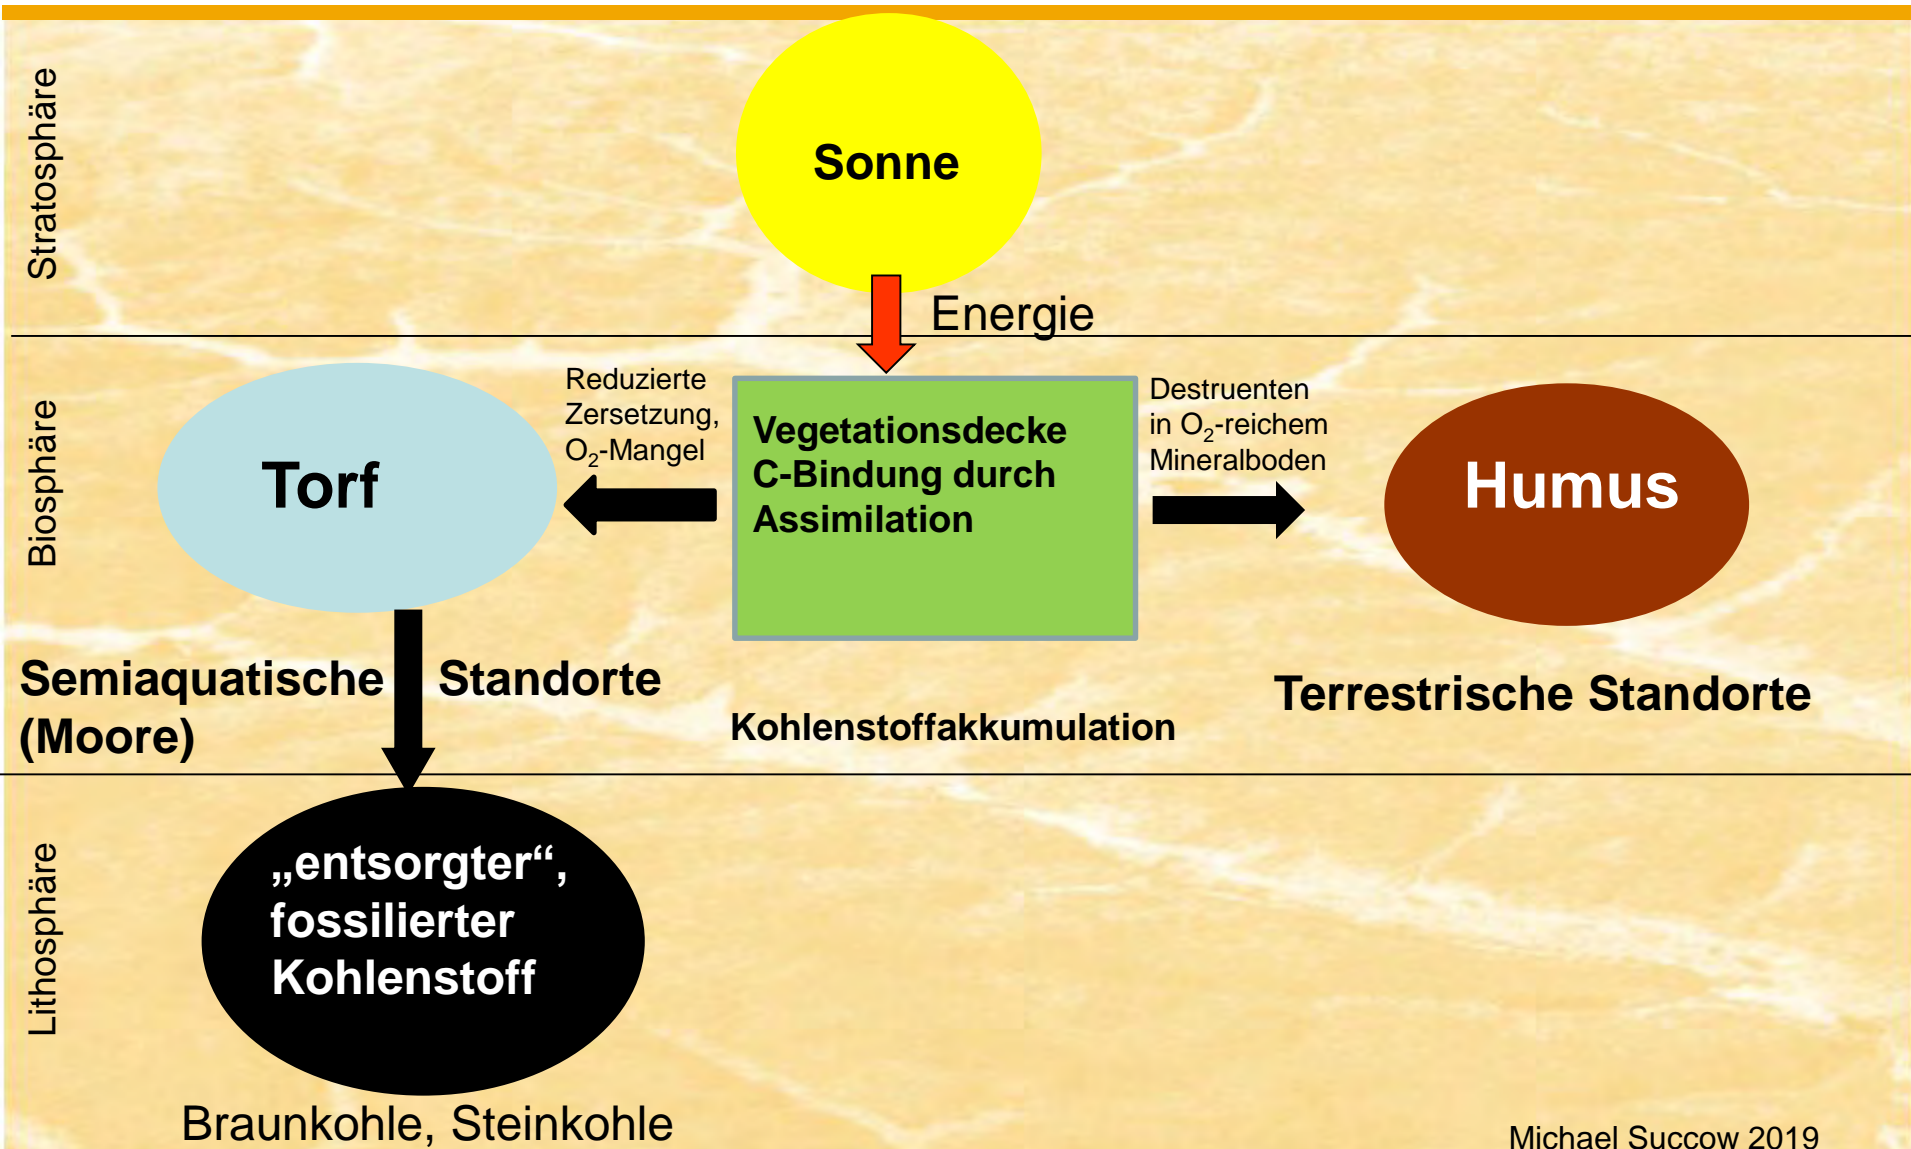 Stratosphäre
Sonne
Energie
Biosphäre
Torf
Reduzierte
Zersetzung,
O₂-Mangel
Vegetationsdecke
C-Bindung durch
Assimilation
Destruenten
in O₂-reichem
Mineralboden
Humus
Semiaquatische Standorte
(Moore)
Kohlenstoffakkumulation
Terrestrische Standorte
Lithosphäre
„entsorgter“,
fossilierter
Kohlenstoff
Braunkohle, Steinkohle
Michael Succow 2019